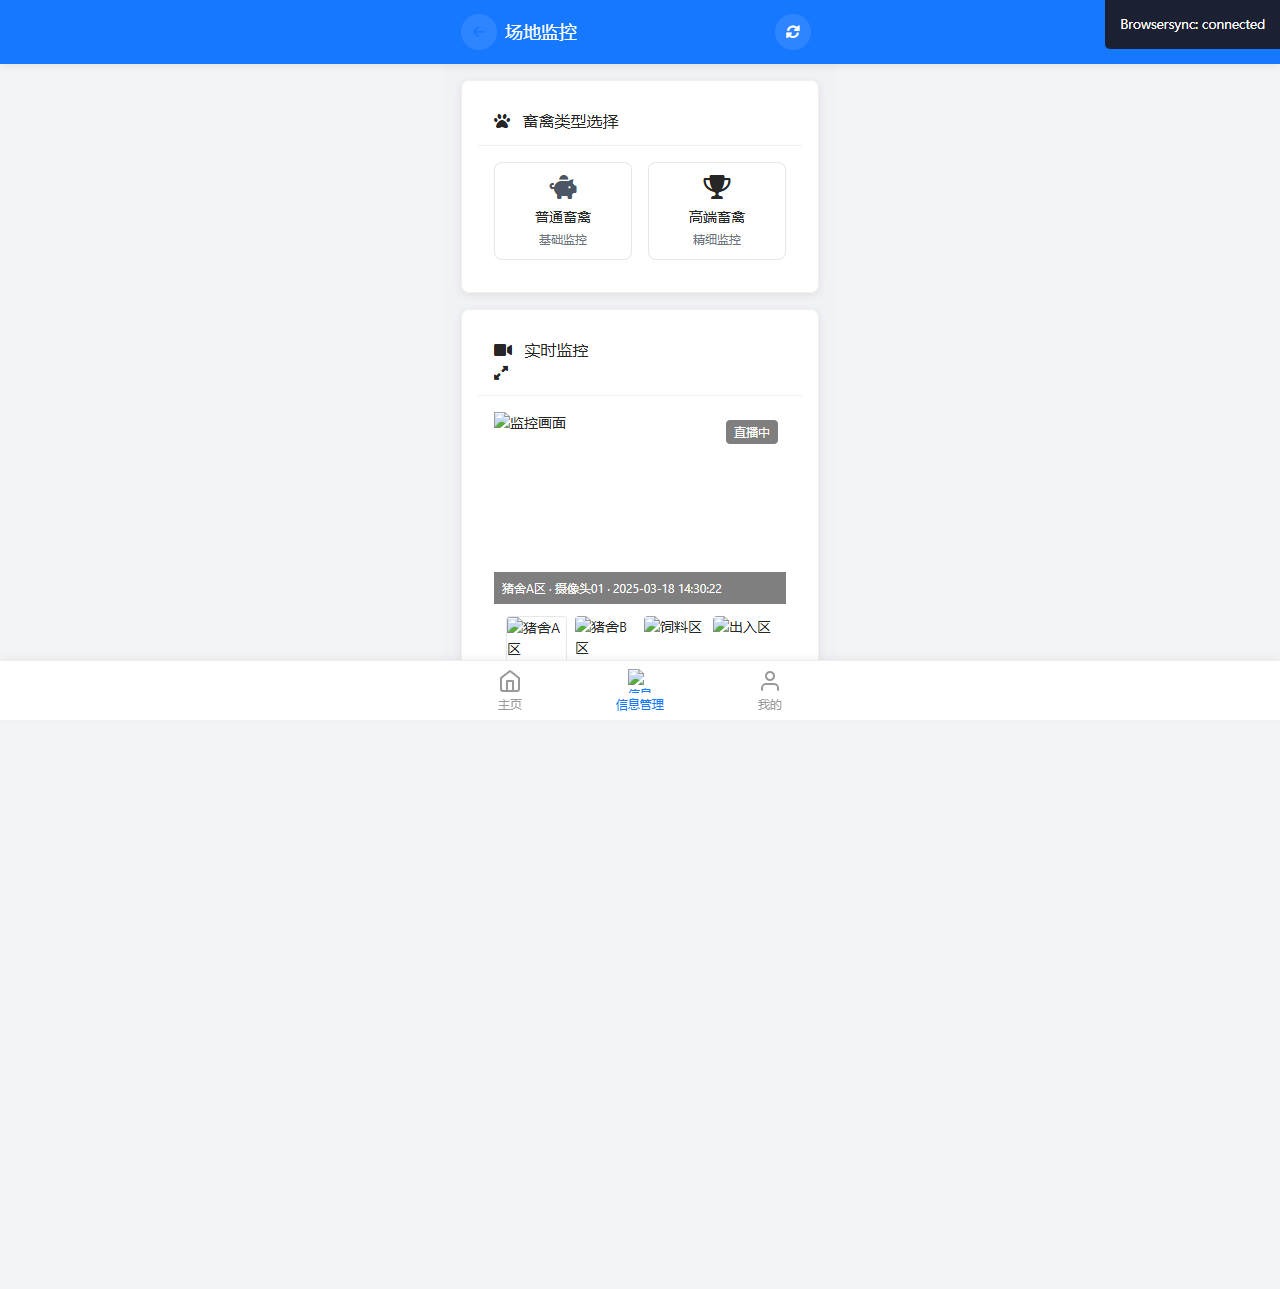 场地监控
Browsersync: connected
畜禽类型选择
普通畜禽
基础监控
高端畜禽
精细监控
实时监控
监控画面
直播中
猪舍A区 · 摄像头01 · 2025-03-18 14:30:22
猪舍A
区
猪舍B
区
饲料区
出入区
主页
信息
信息管理
我的